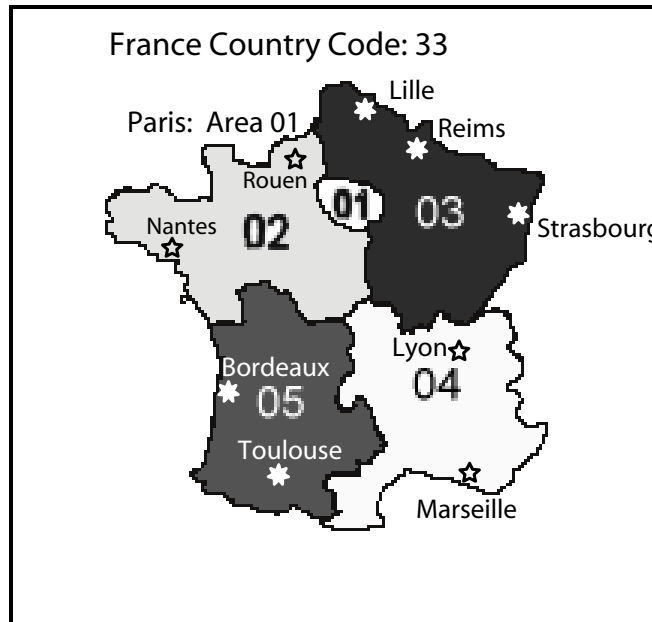 France Country Code: 33
Lille
Paris: Area 01
Reims
Rouen
01
03
Nantes
02
Strasbourg
Lyon
Bordeaux
04
05
Toulouse
Marseille